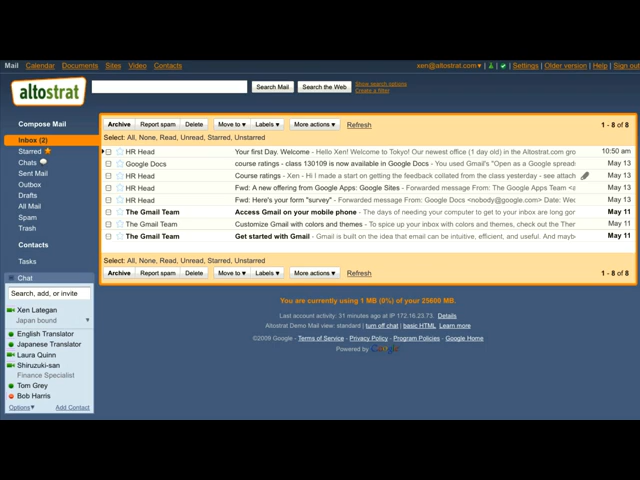 Mail Calendar Documents Sites Video Contacts
xen@altostrat.com▾ | Settings | Older version | Help | Sign out
altostrat
Search Mail Search the Web Show search options
Create a filter
Compose Mail
Inbox (2)
Starred
Chats
Sent Mail
Outbox
Drafts
All Mail
Spam
Trash
Contacts
Tasks
Archive Report spam Delete Move to ▾ Labels ▾ More actions ▾ Refresh 1 - 8 of 8
Select: All, None, Read, Unread, Starred, Unstarred
HR Head Your first Day. Welcome - Hello Xen! Welcome to Tokyo! Our newest office (1 day old) in the Altostrat.com gro 10:50 am
Google Docs course ratings - class 130109 is now available in Google Docs - You used Gmail's "Open as a Google spreads May 13
HR Head Course ratings - Xen - Hi I made a start on getting the feedback collated from the class yesterday - see attach May 13
HR Head Fwd: A new offering from Google Apps: Google Sites - Forwarded message From: The Google Apps Team <a May 13
HR Head Fwd: Here's your form "survey" - Forwarded message From: Google Docs <nobody@google.com> Date: Wed May 13
The Gmail Team Access Gmail on your mobile phone - The days of needing your computer to get to your inbox are long gor May 11
The Gmail Team Customize Gmail with colors and themes - To spice up your inbox with colors and themes, check out the Ther May 11
The Gmail Team Get started with Gmail - Gmail is built on the idea that email can be intuitive, efficient, and useful. And mayb May 11
Select: All, None, Read, Unread, Starred, Unstarred
Archive Report spam Delete Move to ▾ Labels ▾ More actions ▾ Refresh 1 - 8 of 8
Chat
Search, add, or invite
Xen Lategan
Japan bound
English Translator
Japanese Translator
Laura Quinn
Shiruzuki-san
Finance Specialist
Tom Grey
Bob Harris
Options▾ Add Contact
You are currently using 1 MB (0%) of your 25600 MB.
Last account activity: 31 minutes ago at IP 172.16.23.73. Details
Altostrat Demo Mail view: standard | turn off chat | basic HTML Learn more
©2009 Google - Terms of Service - Privacy Policy - Program Policies - Google Home
Powered by Google